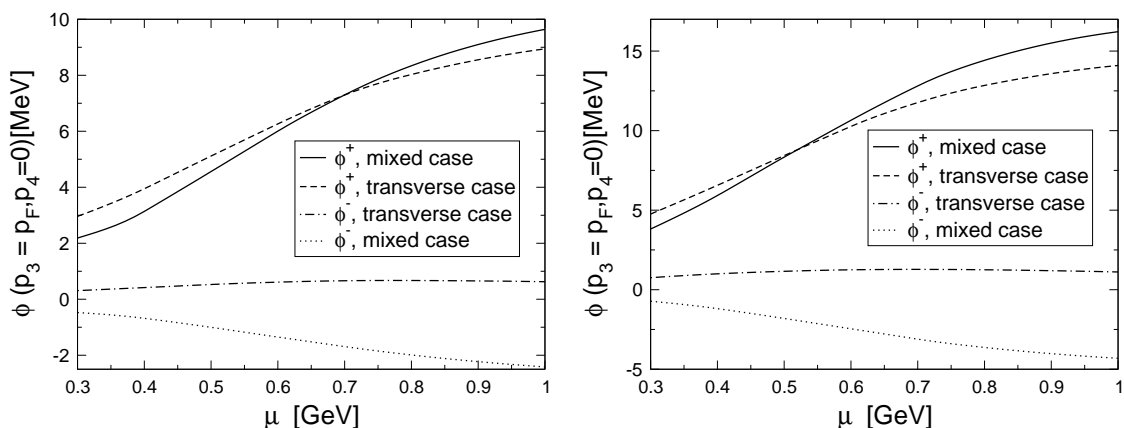 φ (p₃ = p_F,p₄=0)[MeV]
10
8
6
4
2
0
-2
0.3 0.4 0.5 0.6 0.7 0.8 0.9 1
μ [GeV]
φ⁺, mixed case
φ⁺, transverse case
φ⁻, transverse case
φ⁻, mixed case
φ (p₃ = p_F,p₄=0)[MeV]
15
10
5
0
-5
0.3 0.4 0.5 0.6 0.7 0.8 0.9 1
μ [GeV]
φ⁺, mixed case
φ⁺, transverse case
φ⁻, transverse case
φ⁻, mixed case